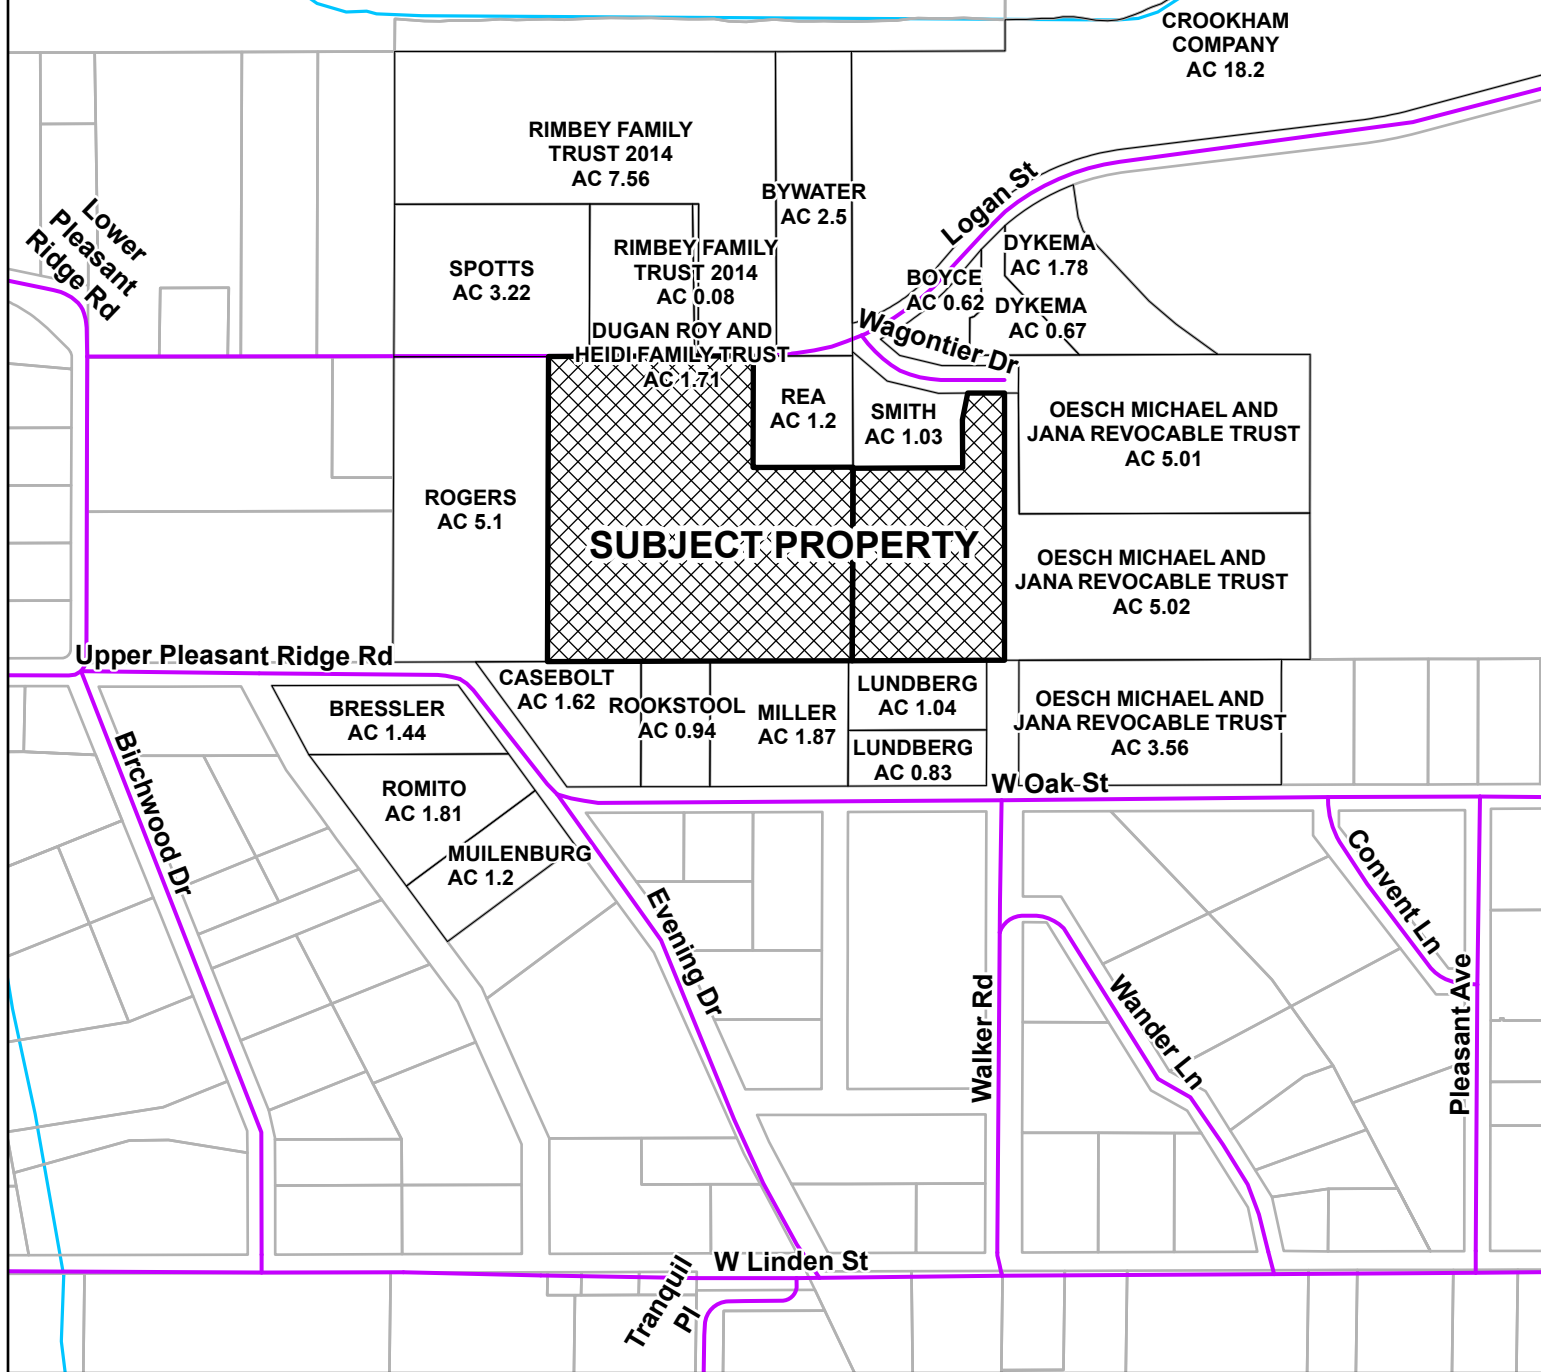 CROOKHAM
COMPANY
AC 18.2
RIMBEY FAMILY
TRUST 2014
AC 7.56
BYWATER
AC 2.5
Logan St
Lower
Pleasant
Ridge Rd
SPOTTS
AC 3.22
RIMBEY FAMILY
TRUST 2014
AC 0.08
DYKEMA
AC 1.78
BOYCE
AC 0.62
DYKEMA
AC 0.67
DUGAN ROY AND
HEIDI FAMILY TRUST
AC 1.71
Wagontier Dr
REA
AC 1.2
SMITH
AC 1.03
OESCH MICHAEL AND
JANA REVOCABLE TRUST
AC 5.01
ROGERS
AC 5.1
SUBJECT PROPERTY
OESCH MICHAEL AND
JANA REVOCABLE TRUST
AC 5.02
Upper Pleasant Ridge Rd
CASEBOLT
AC 1.62
ROOKSTOOL
AC 0.94
MILLER
AC 1.87
LUNDBERG
AC 1.04
LUNDBERG
AC 0.83
OESCH MICHAEL AND
JANA REVOCABLE TRUST
AC 3.56
BRESSLER
AC 1.44
ROMITO
AC 1.81
MUILENBURG
AC 1.2
W Oak St
Birchwood Dr
Evening Dr
Walker Rd
Wander Ln
Convent Ln
Pleasant Ave
W Linden St
Tranquil
Pl